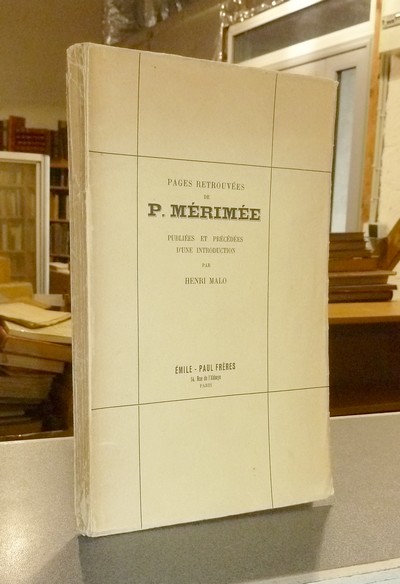 PAGES RETROUVÉES
DE
P. MÉRIMÉE
PUBLIÉES ET PRÉCÉDÉES
D'UNE INTRODUCTION
PAR
HENRI MALO
ÉMILE-PAUL FRÈRES
14, Rue de l'Abbaye
PARIS